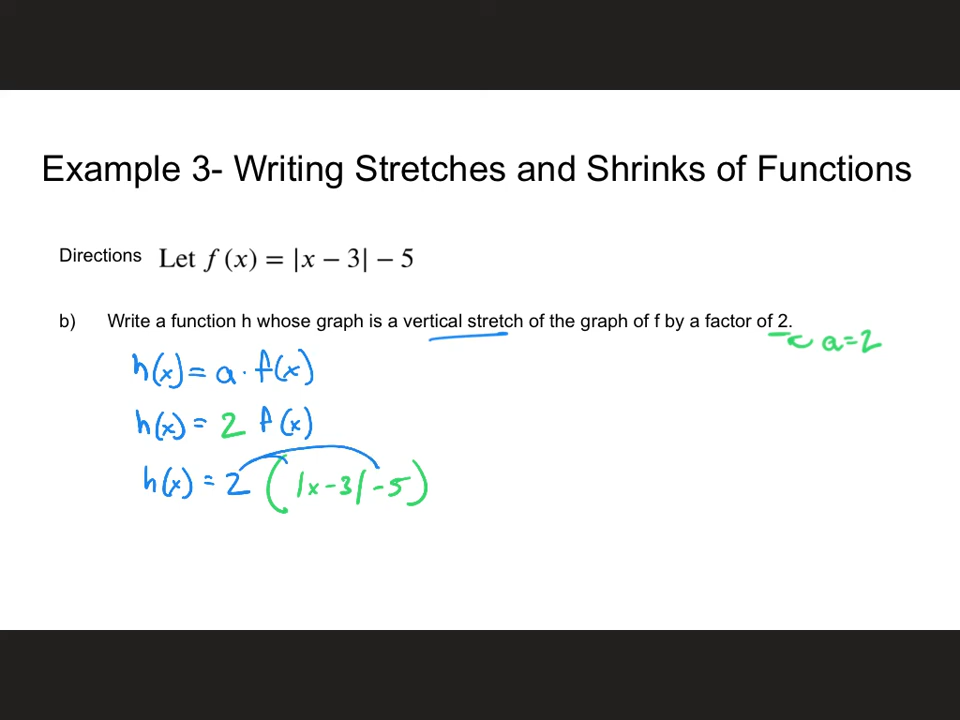 Example 3- Writing Stretches and Shrinks of Functions
Directions Let f (x) = |x − 3| − 5
b) Write a function h whose graph is a vertical stretch of the graph of f by a factor of 2.
a=2
h(x) = a · f(x)
h(x) = 2 f(x)
h(x) = 2 (|x-3|-5)